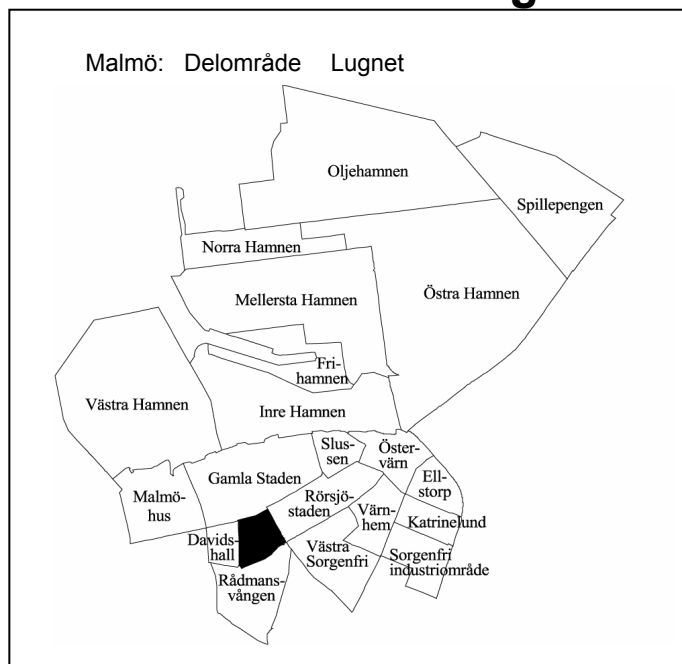 Malmö: Delområde Lugnet
Oljehamnen
Spillepengen
Norra Hamnen
Mellersta Hamnen
Östra Hamnen
Fri-
hamnen
Västra Hamnen
Inre Hamnen
Slus-
sen
Öster-
värn
Gamla Staden
Ell-
storp
Malmö-
hus
Rörsjö-
staden
Värn-
hem
Katrinelund
Davids-
hall
Västra
Sorgenfri
Sorgenfri
industriområde
Rådmans-
vången